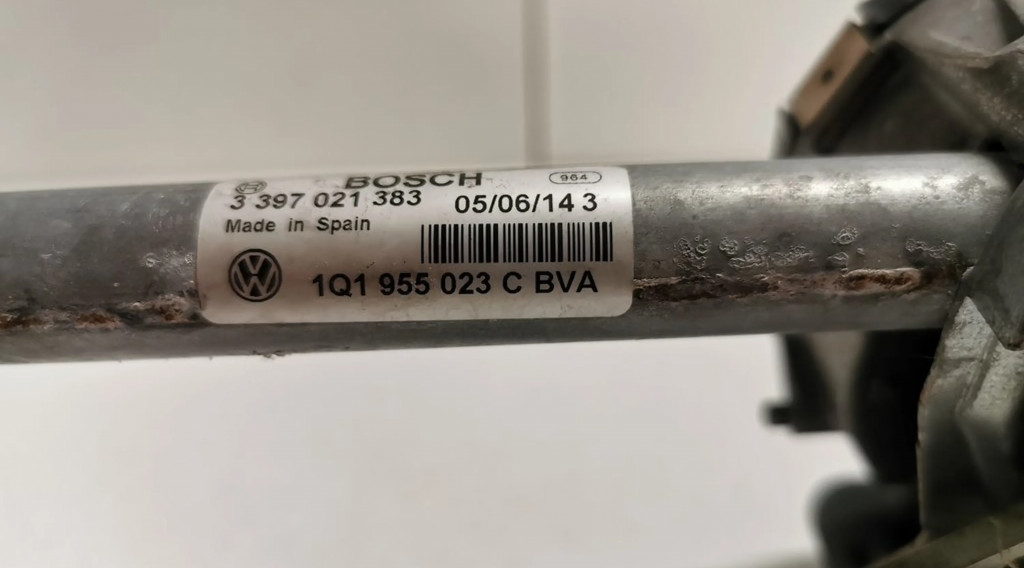 BOSCH 964
3 397 021 383 05/06/14 3
Made in Spain
1Q1 955 023 C BVA